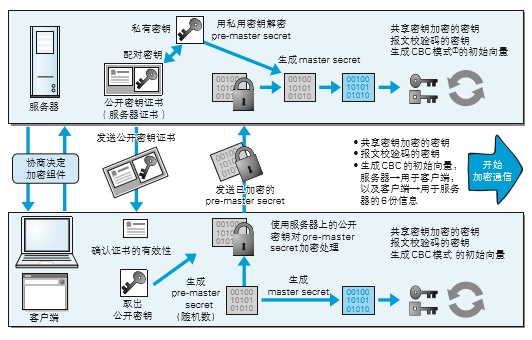 私有密钥
用私用密钥解密
pre-master secret
共享密钥加密的密钥
报文校验码的密钥
生成 CBC 模式①的初始向量
配对密钥
生成 master secret
00100
10101
01010
00100
10101
01010
00100
10101
01010
服务器
公开密钥证书
(服务器证书)
协商决定
加密组件
发送公开密钥证书
发送已加密的
pre-master secret
• 共享密钥加密的密钥
• 报文校验码的密钥
• 生成 CBC 的初始向量,
服务器→用于客户端,
以及客户端→用于服务
器的 6 份信息
开始
加密通信
确认证书的有效性
使用服务器上的公开
密钥对 pre-master
secret 加密处理
共享密钥加密的密钥
报文校验码的密钥
生成 CBC 模式 的初始向量
客户端
取出
公开密钥
生成
pre-master
secret
(随机数)
00100
10101
01010
生成
master secret
00100
10101
01010